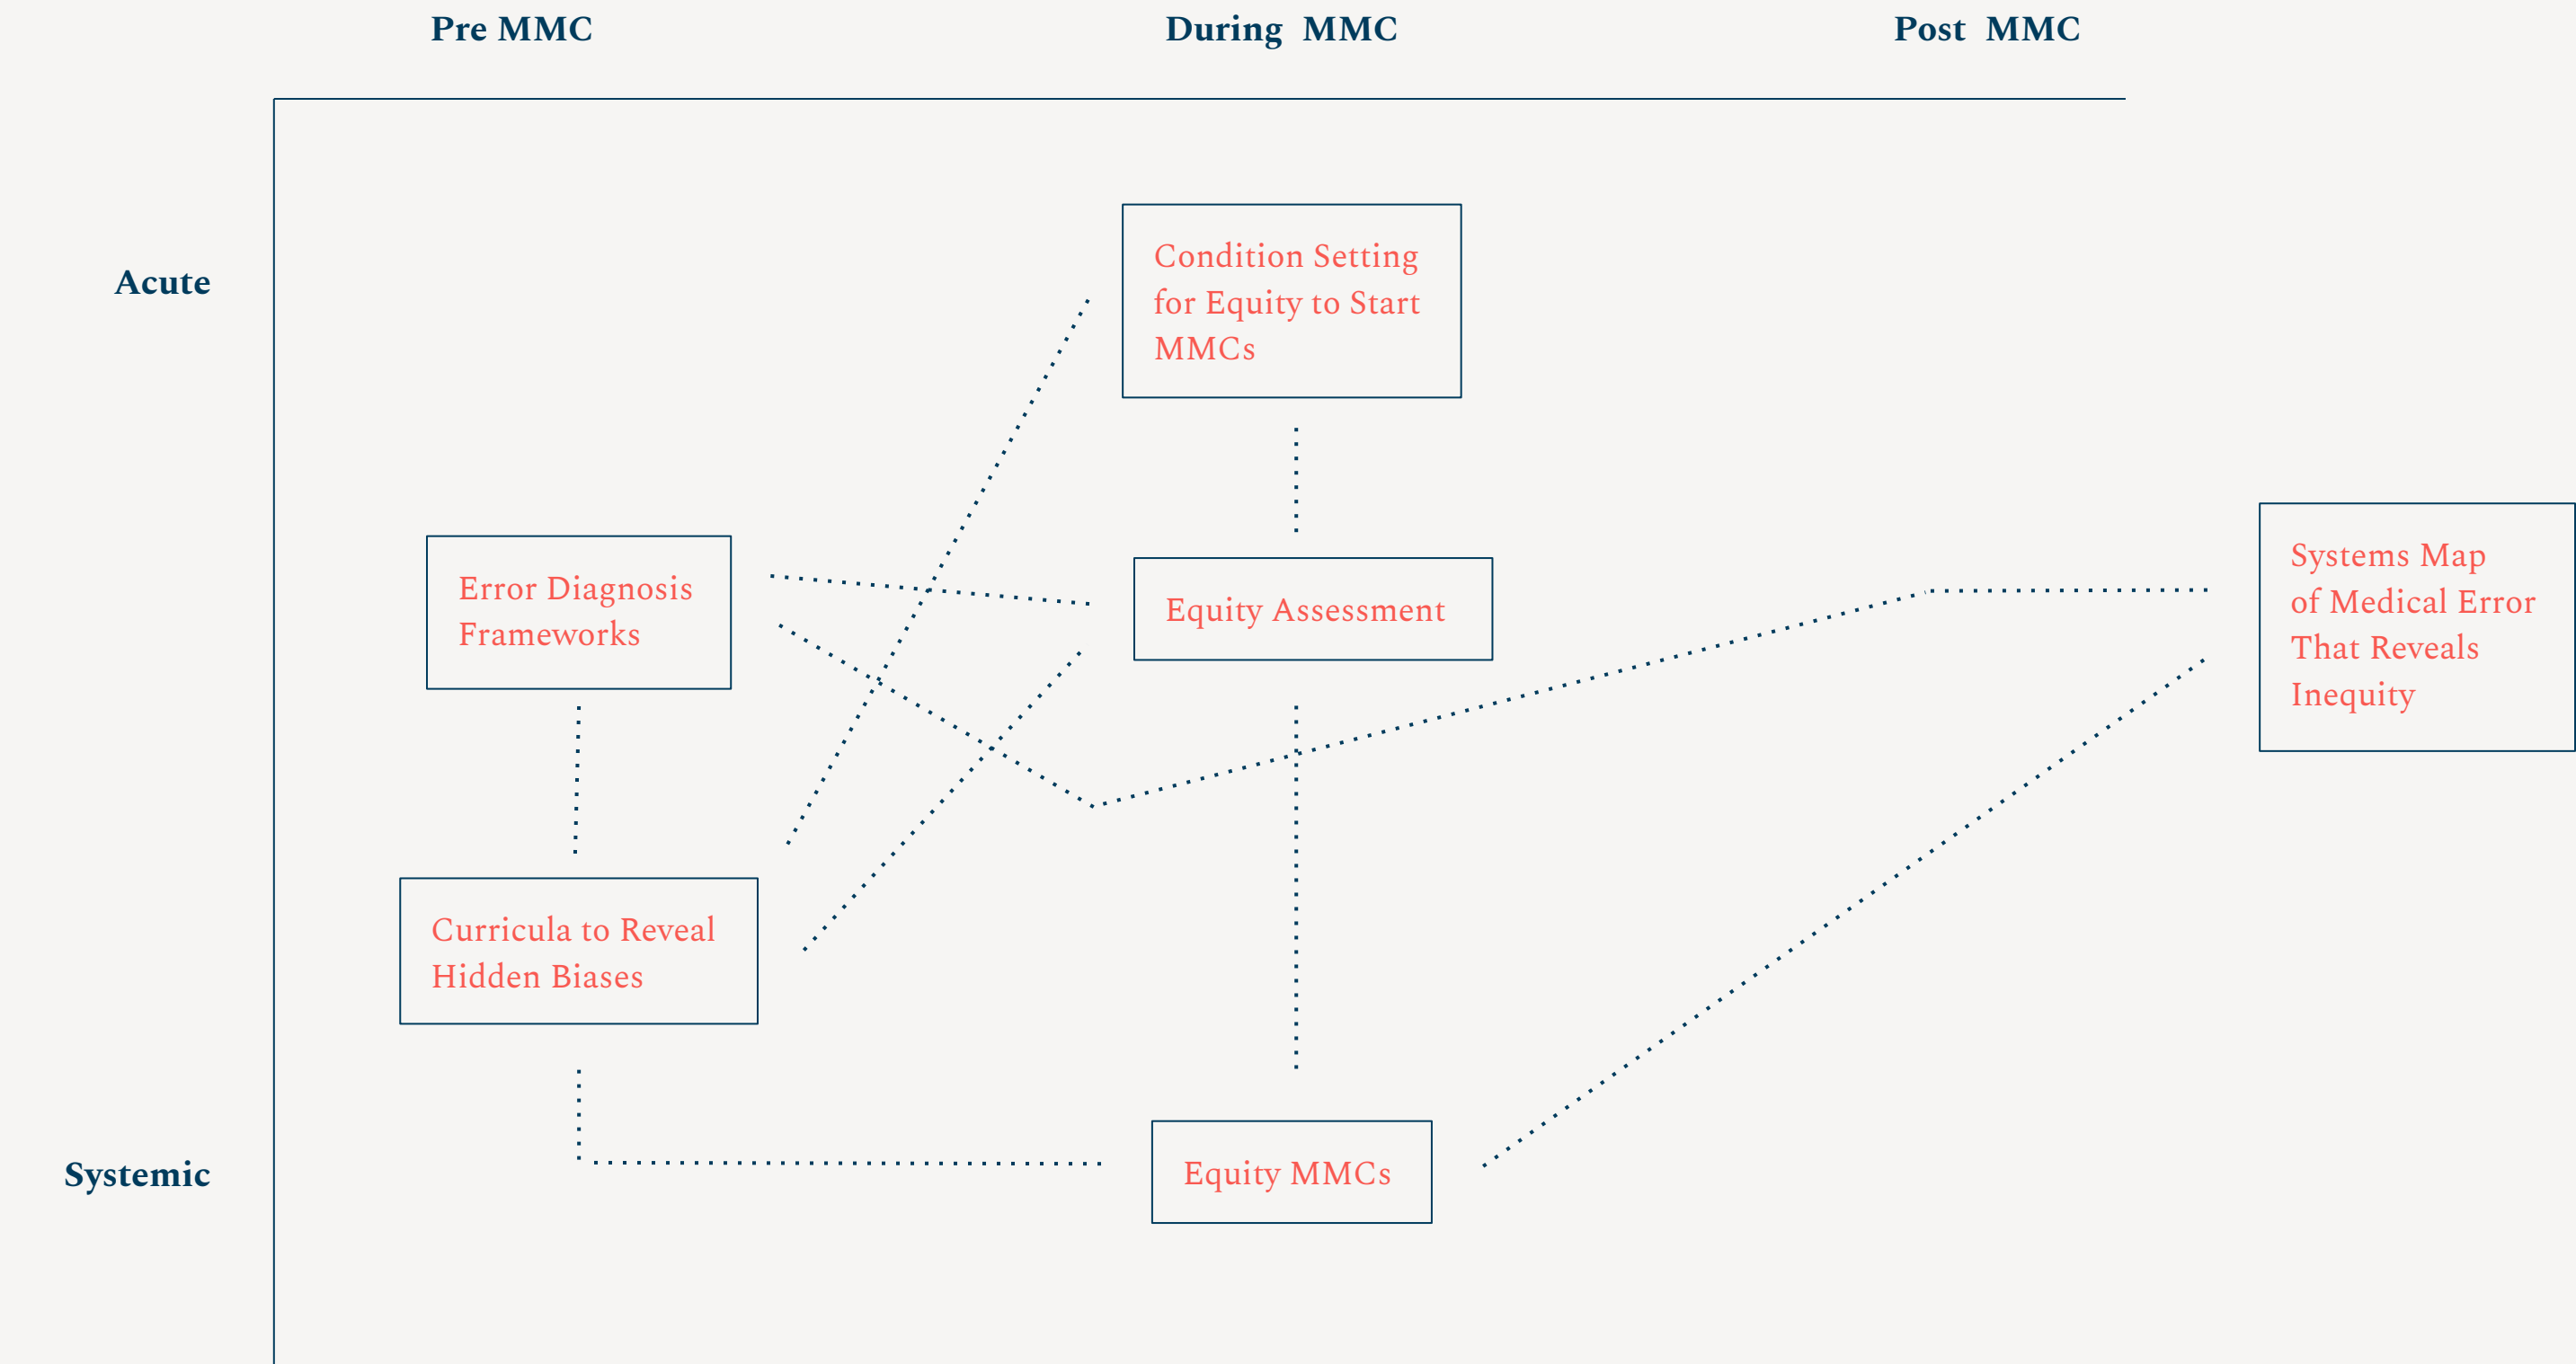 Pre MMC
During MMC
Post MMC
Acute
Condition Setting
for Equity to Start
MMCs
Error Diagnosis
Frameworks
Equity Assessment
Systems Map
of Medical Error
That Reveals
Inequity
Curricula to Reveal
Hidden Biases
Systemic
Equity MMCs